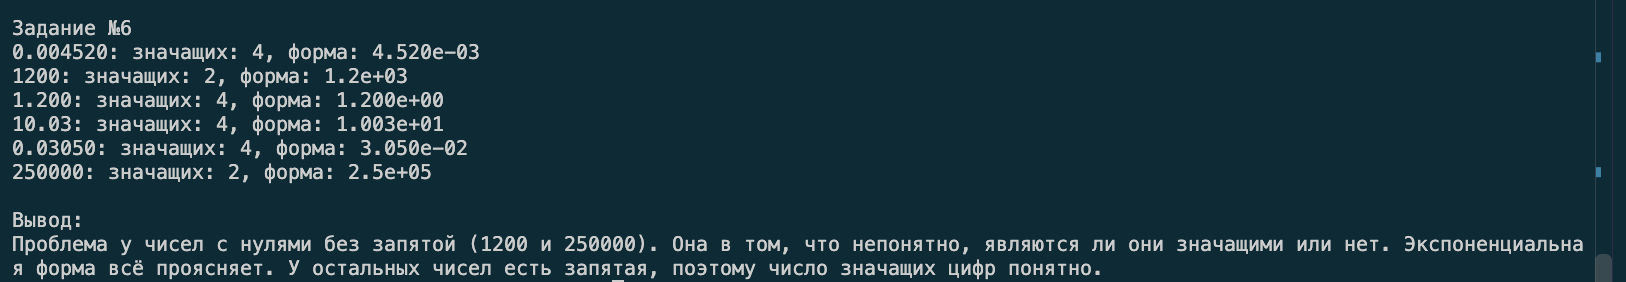 Задание №6
0.004520: значащих: 4, форма: 4.520e-03
1200: значащих: 2, форма: 1.2e+03
1.200: значащих: 4, форма: 1.200e+00
10.03: значащих: 4, форма: 1.003e+01
0.03050: значащих: 4, форма: 3.050e-02
250000: значащих: 2, форма: 2.5e+05
Вывод:
Проблема у чисел с нулями без запятой (1200 и 250000). Она в том, что непонятно, являются ли они значащими или нет. Экспоненциальна
я форма всё проясняет. У остальных чисел есть запятая, поэтому число значащих цифр понятно.